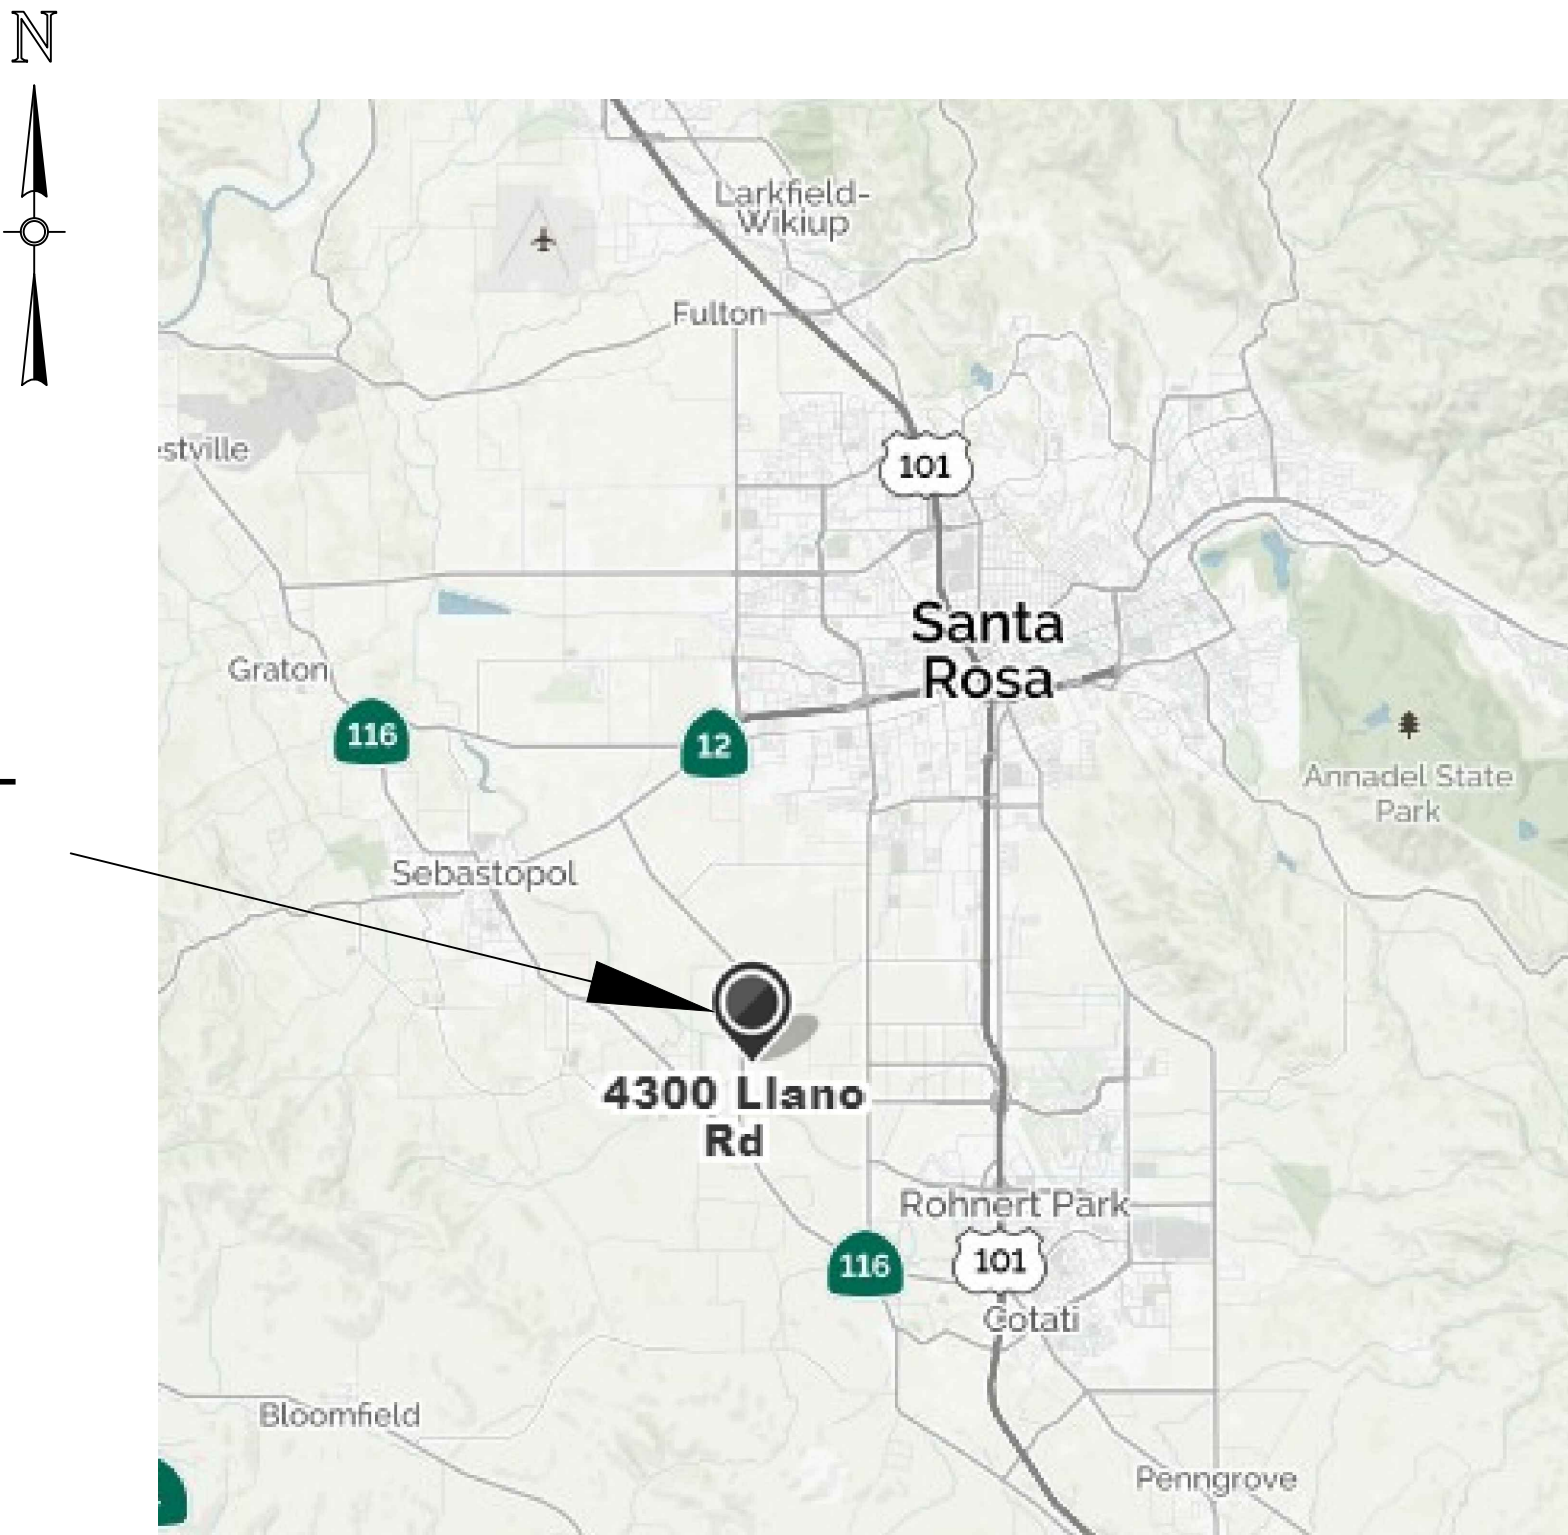 N
Larkfield-
Wikiup
Fulton
estville
101
Santa
Rosa
Graton
116
12
Annadel State
Park
Sebastopol
4300 Llano
Rd
Rohnert Park
116
101
Cotati
Bloomfield
Penngrove